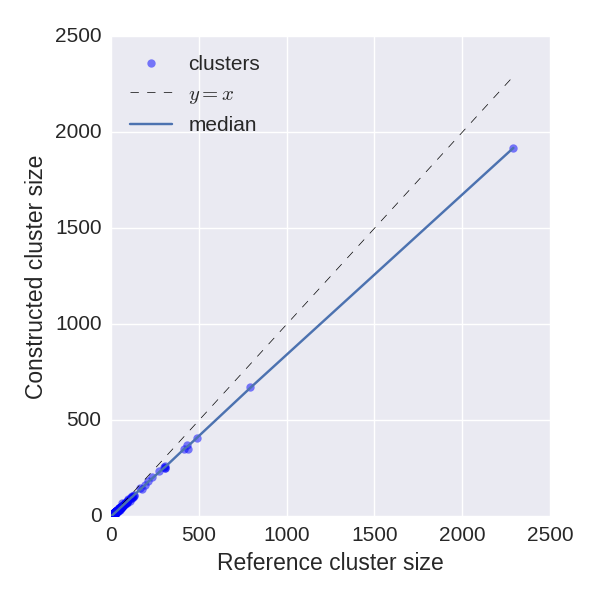 2500
2000
1500
1000
500
0
Constructed cluster size
clusters
y = x
median
0 500 1000 1500 2000 2500
Reference cluster size